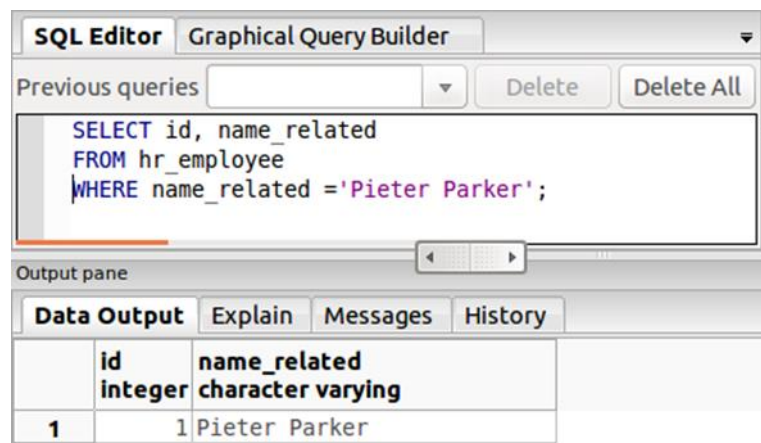 SQL Editor Graphical Query Builder
Previous queries Delete Delete All
SELECT id, name_related
FROM hr_employee
WHERE name_related ='Pieter Parker';
Output pane
Data Output Explain Messages History
id name_related
integer character varying
1 1 Pieter Parker